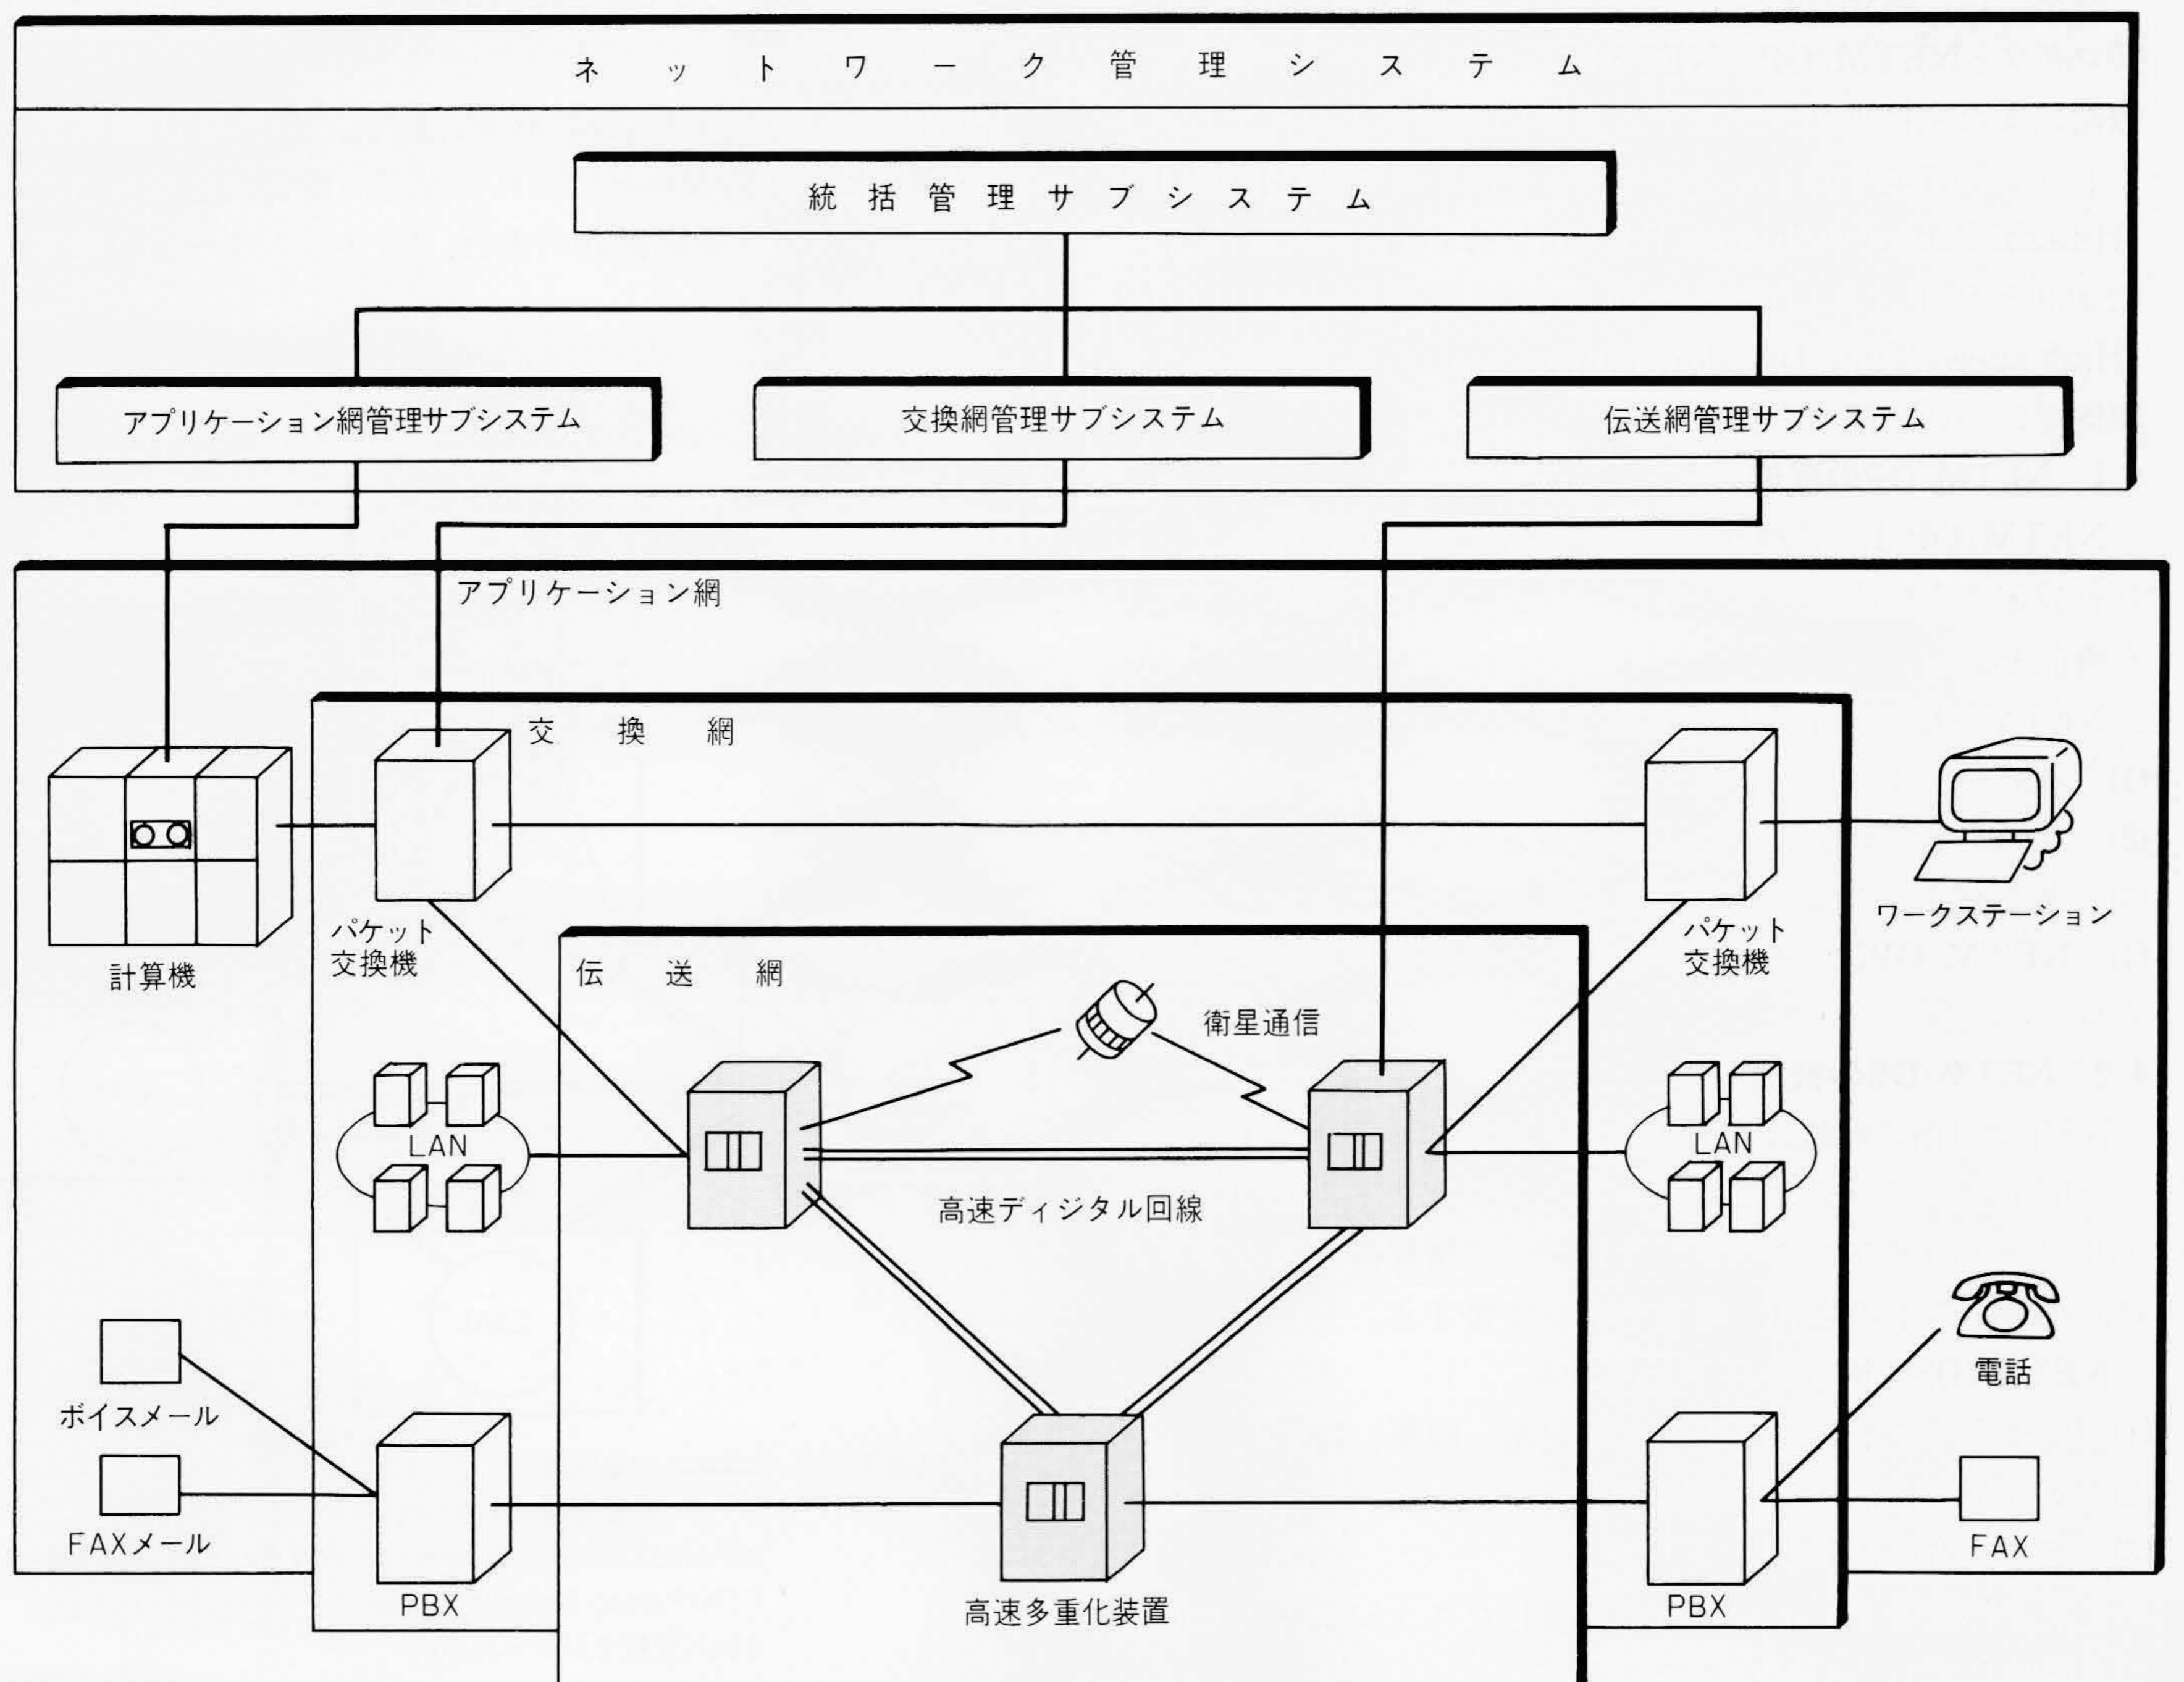 ネットワーク管理システム
統括管理サブシステム
アプリケーション網管理サブシステム
交換網管理サブシステム
伝送網管理サブシステム
アプリケーション網
交換網
計算機
パケット
交換機
パケット
交換機
ワークステーション
伝送網
衛星通信
LAN
LAN
高速ディジタル回線
ボイスメール
電話
FAXメール
FAX
PBX
高速多重化装置
PBX